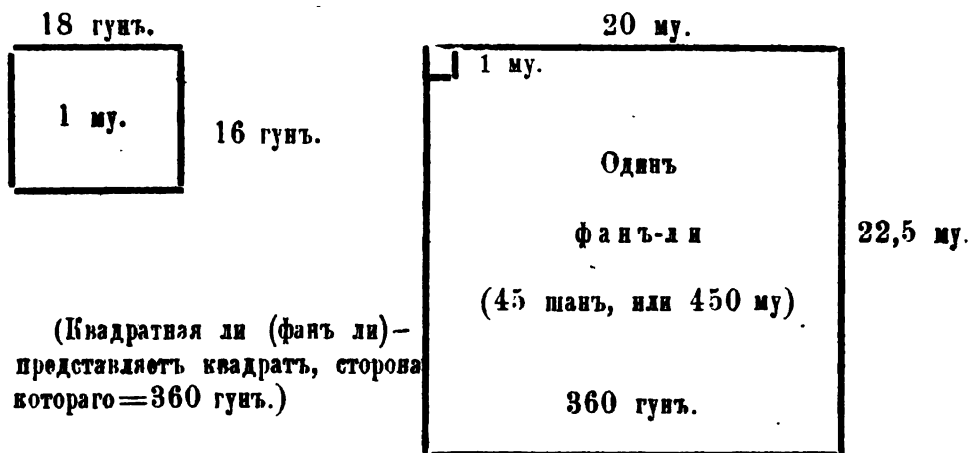 18 гунъ.
1 му.
16 гунъ.
(Квадратная ли (фанъ ли)—
представляетъ квадратъ, сторона
котораго=360 гунъ.)
20 му.
1 му.
Одинъ
фанъ-ли
22,5 му.
(45 шанъ, или 450 му)
360 гунъ.